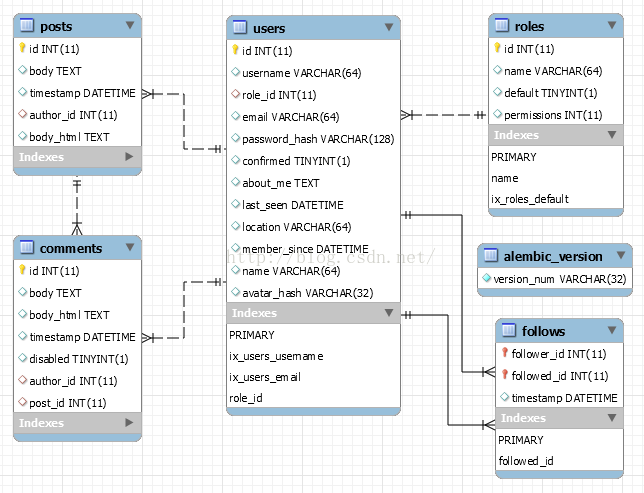 posts
id INT(11)
body TEXT
timestamp DATETIME
author_id INT(11)
body_html TEXT
Indexes
comments
id INT(11)
body TEXT
body_html TEXT
timestamp DATETIME
disabled TINYINT(1)
author_id INT(11)
post_id INT(11)
Indexes
users
id INT(11)
username VARCHAR(64)
role_id INT(11)
email VARCHAR(64)
password_hash VARCHAR(128)
confirmed TINYINT(1)
about_me TEXT
last_seen DATETIME
location VARCHAR(64)
member_since DATETIME
http://blog.csdn.net/
name VARCHAR(64)
avatar_hash VARCHAR(32)
Indexes
PRIMARY
ix_users_username
ix_users_email
role_id
roles
id INT(11)
name VARCHAR(64)
default TINYINT(1)
permissions INT(11)
Indexes
PRIMARY
name
ix_roles_default
alembic_version
version_num VARCHAR(32)
follows
follower_id INT(11)
followed_id INT(11)
timestamp DATETIME
Indexes
PRIMARY
followed_id